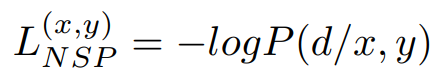 L_{NSP}^{(x,y)} = -logP(d/x, y)